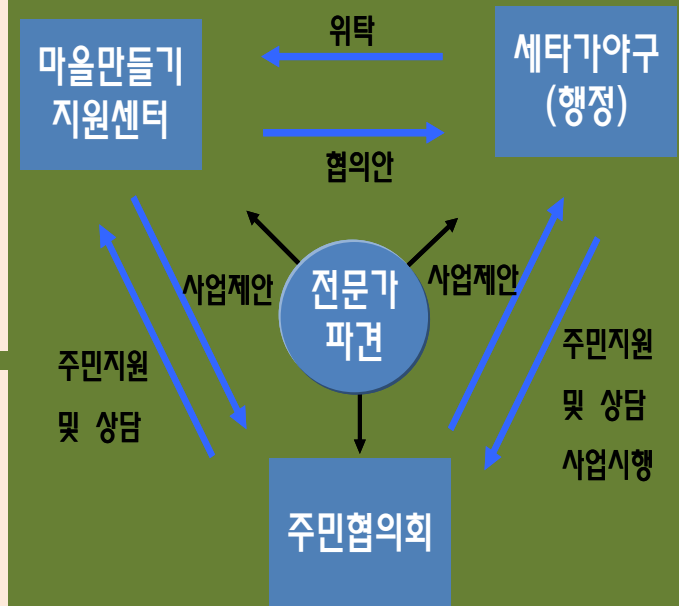 위탁
마을만들기
지원센터
세타가야구
(행정)
협의안
사업제안
전문가
파견
사업제안
주민지원
및 상담
주민지원
및 상담
사업시행
주민협의회